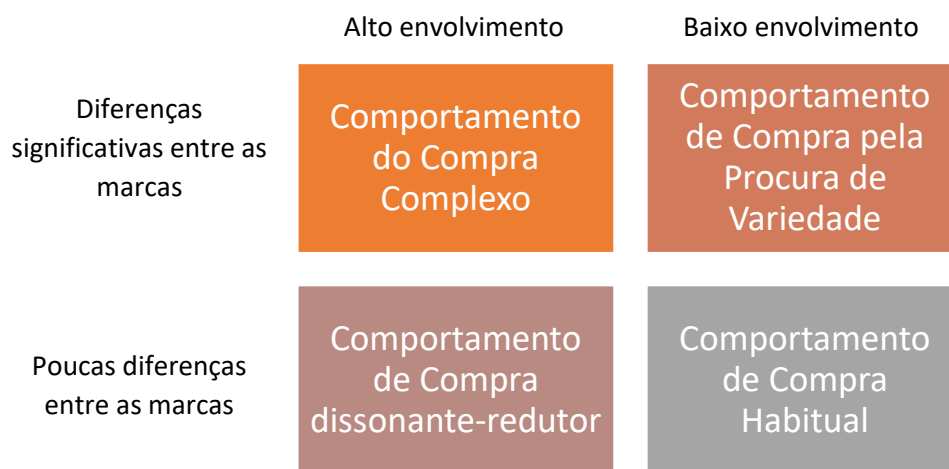 Alto envolvimento
Baixo envolvimento
Diferenças
significativas entre as
marcas
Comportamento
do Compra
Complexo
Comportamento
de Compra pela
Procura de
Variedade
Poucas diferenças
entre as marcas
Comportamento
de Compra
dissonante-redutor
Comportamento
de Compra
Habitual